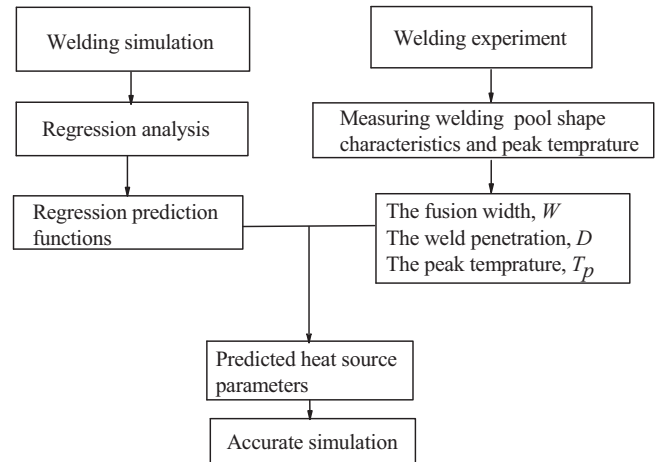 Welding simulation
Welding experiment
Regression analysis
Measuring welding pool shape
characteristics and peak temprature
Regression prediction
functions
The fusion width, W
The weld penetration, D
The peak temprature, Tp
Predicted heat source
parameters
Accurate simulation